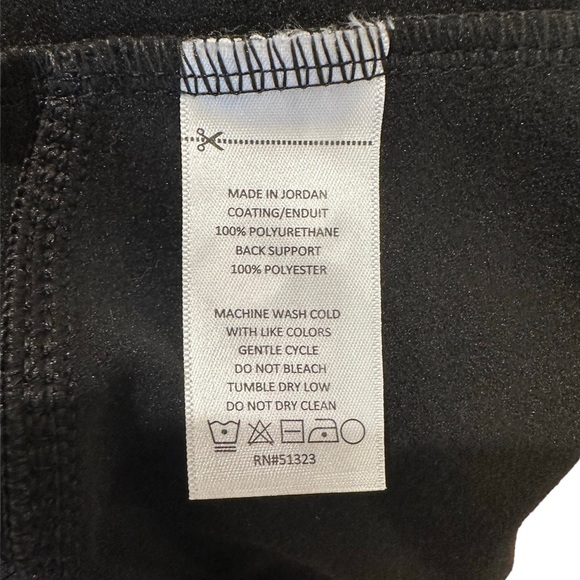 MADE IN JORDAN
COATING/ENDUIT
100% POLYURETHANE
BACK SUPPORT
100% POLYESTER
MACHINE WASH COLD
WITH LIKE COLORS
GENTLE CYCLE
DO NOT BLEACH
TUMBLE DRY LOW
DO NOT DRY CLEAN
RN#51323